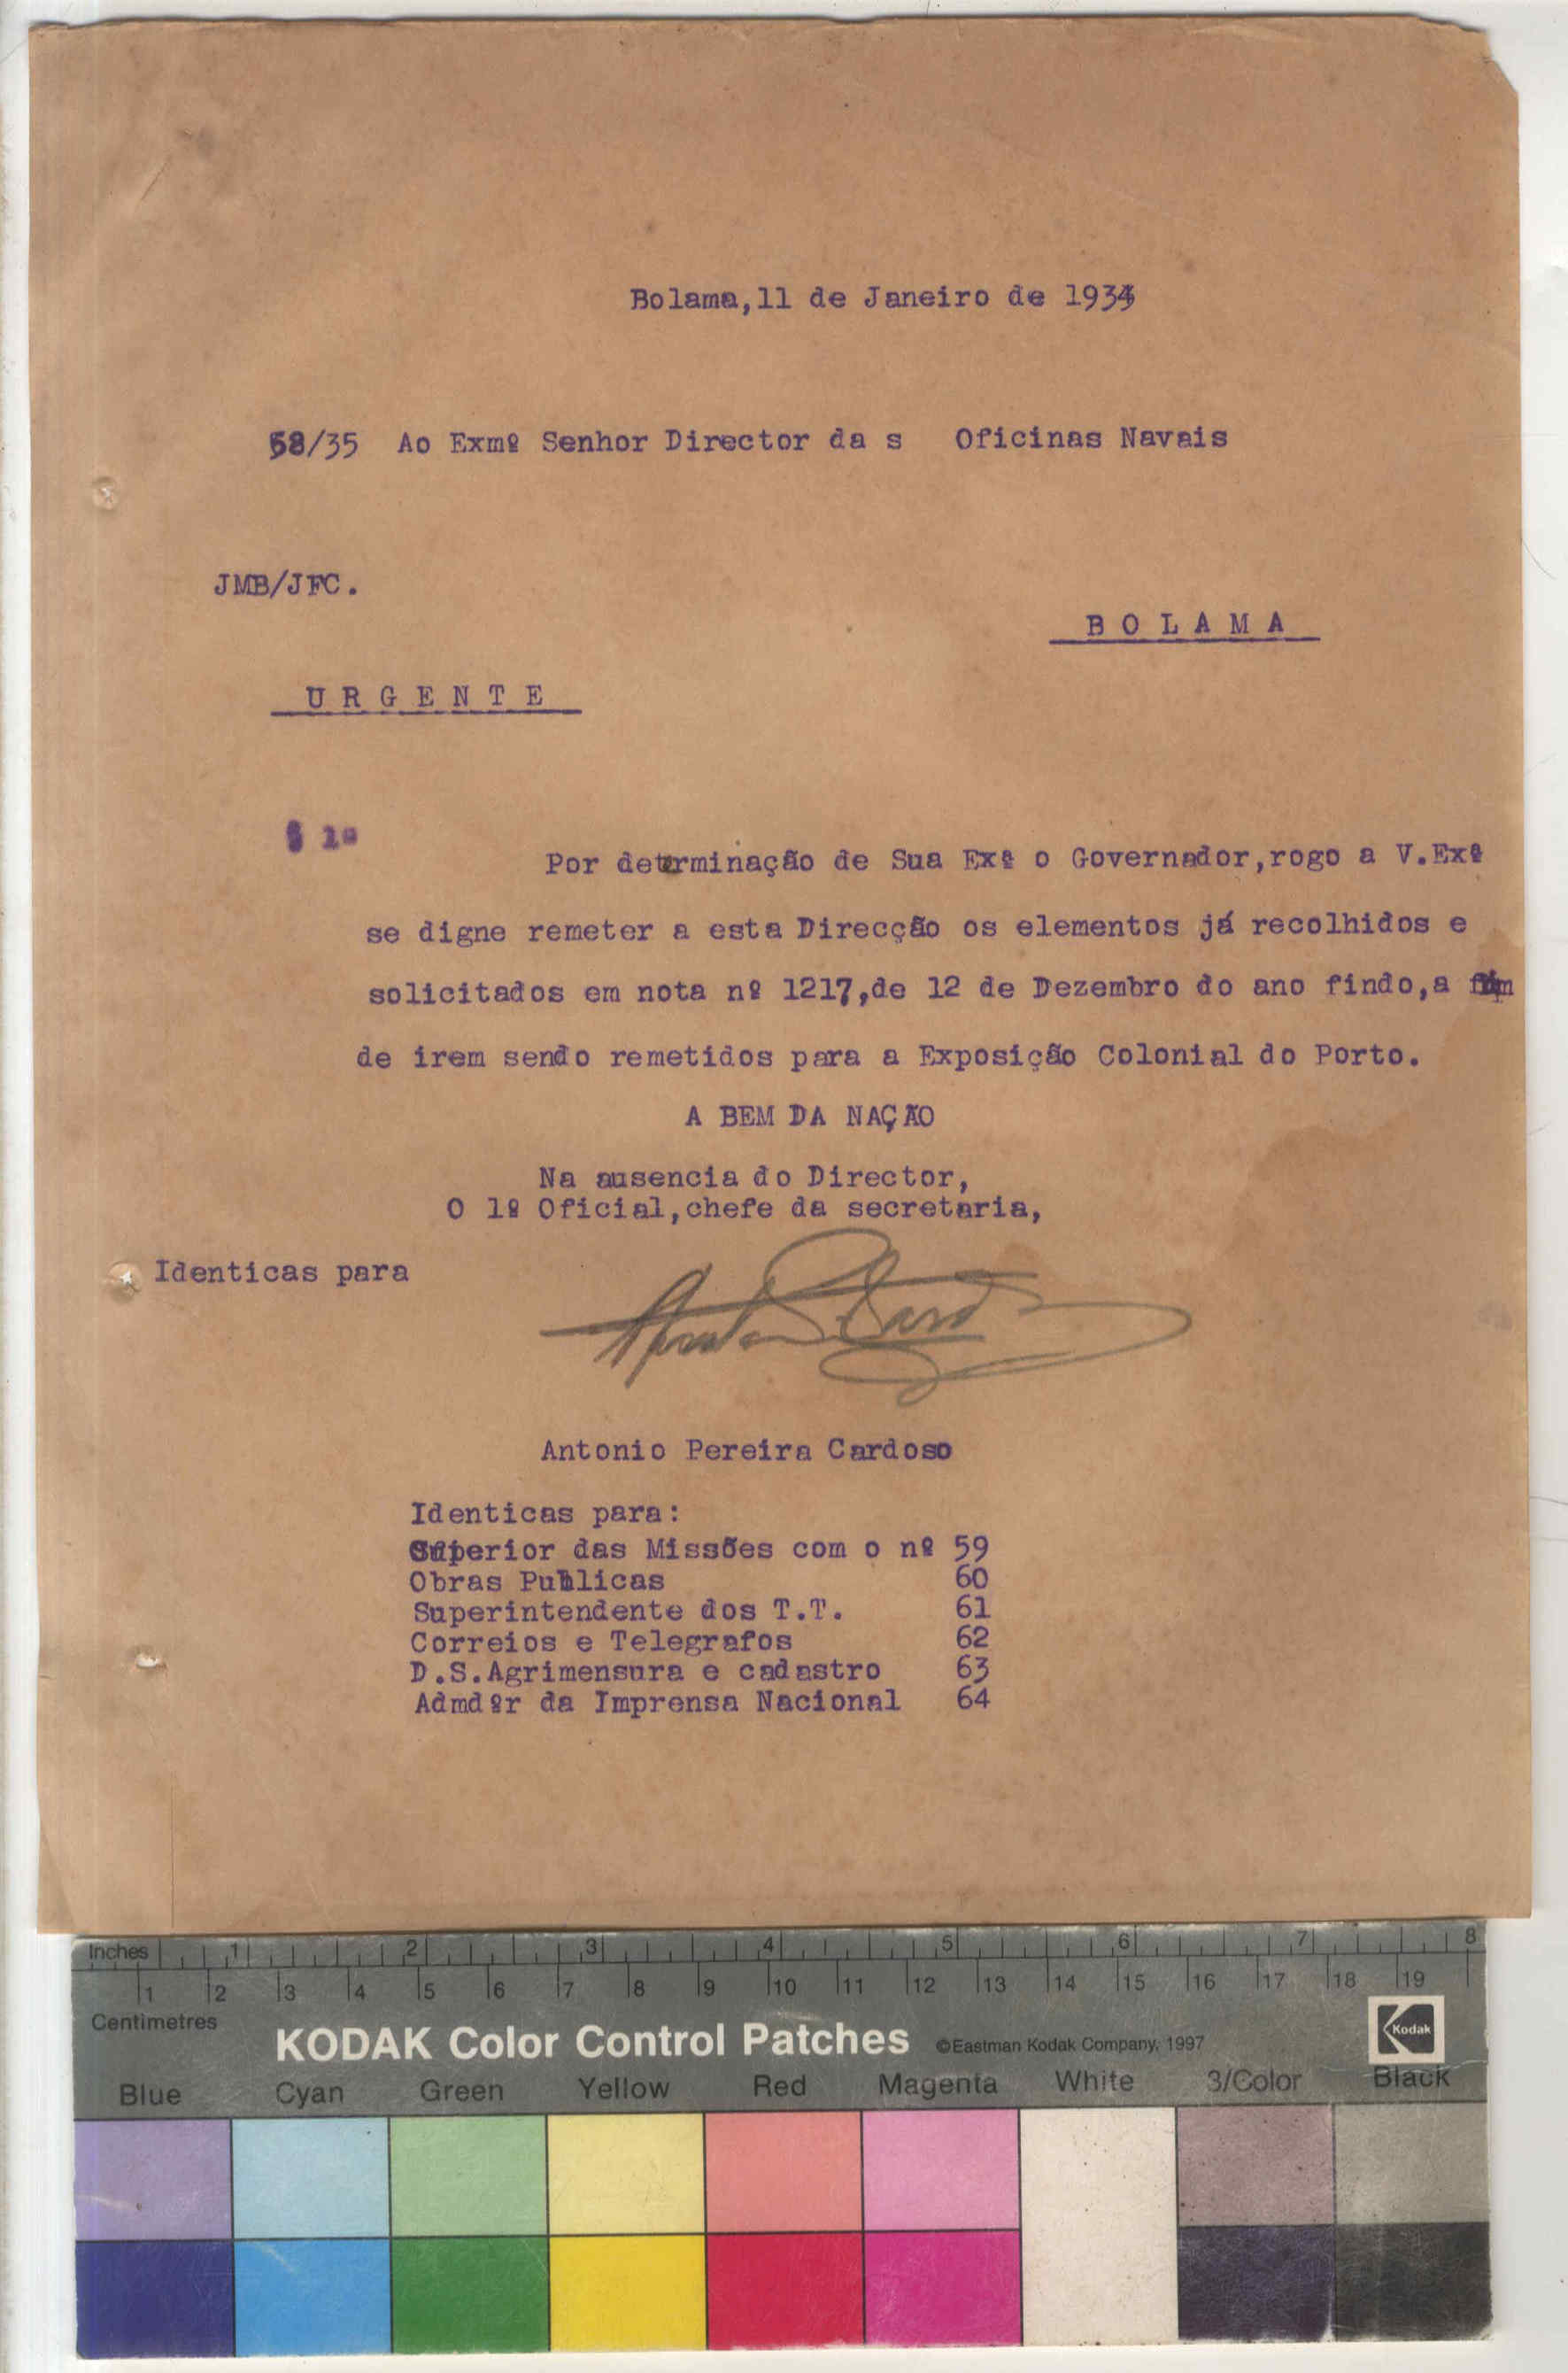 Bolama,11 de Janeiro de 1934
58/35 Ao Exmº Senhor Director da s Oficinas Navais
JMB/JFC.
B O L A M A
U R G E N T E
§ 1º
Por determinação de Sua Exª o Governador,rogo a V.Exª
se digne remeter a esta Direcção os elementos já recolhidos e
solicitados em nota nº 1217,de 12 de Dezembro do ano findo,a fim
de irem sendo remetidos para a Exposição Colonial do Porto.
A BEM DA NAÇÃO
Na ausencia do Director,
O 1º Oficial,chefe da secretaria,
Identicas para
Antonio Pereira Cardoso
Identicas para:
Superior das Missões com o nº 59
Obras Publicas 60
Superintendente dos T.T. 61
Correios e Telegrafos 62
D.S.Agrimensura e cadastro 63
Admdºr da Imprensa Nacional 64
Inches 1 2 3 4 5 6 7 8
1 2 3 4 5 6 7 8 9 10 11 12 13 14 15 16 17 18 19
Centimetres
KODAK Color Control Patches ©Eastman Kodak Company, 1997 Kodak
Blue Cyan Green Yellow Red Magenta White 3/Color Black